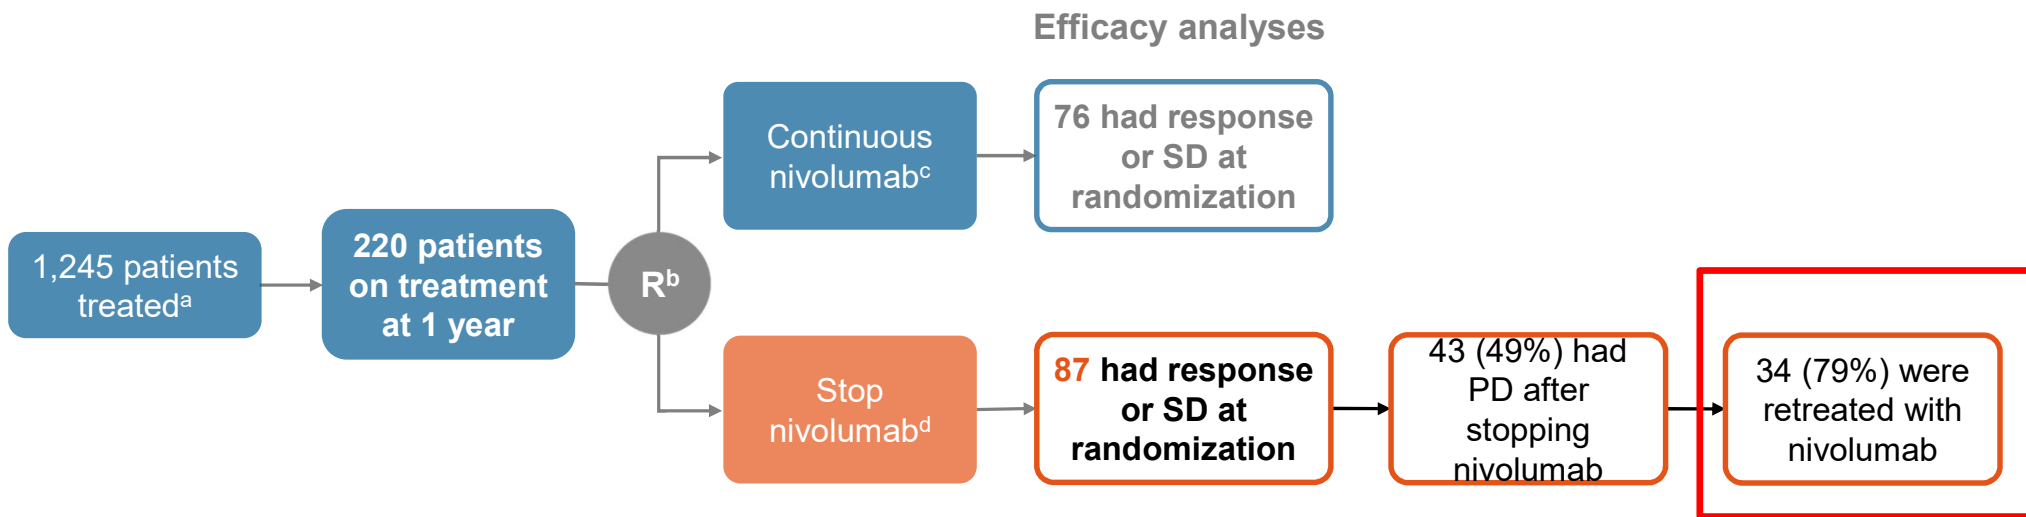 Efficacy analyses
1,245 patients
treatedᵃ
220 patients
on treatment
at 1 year
Rᵇ
Continuous
nivolumabᶜ
76 had response
or SD at
randomization
Stop
nivolumabᵈ
87 had response
or SD at
randomization
43 (49%) had
PD after
stopping
nivolumab
34 (79%) were
retreated with
nivolumab